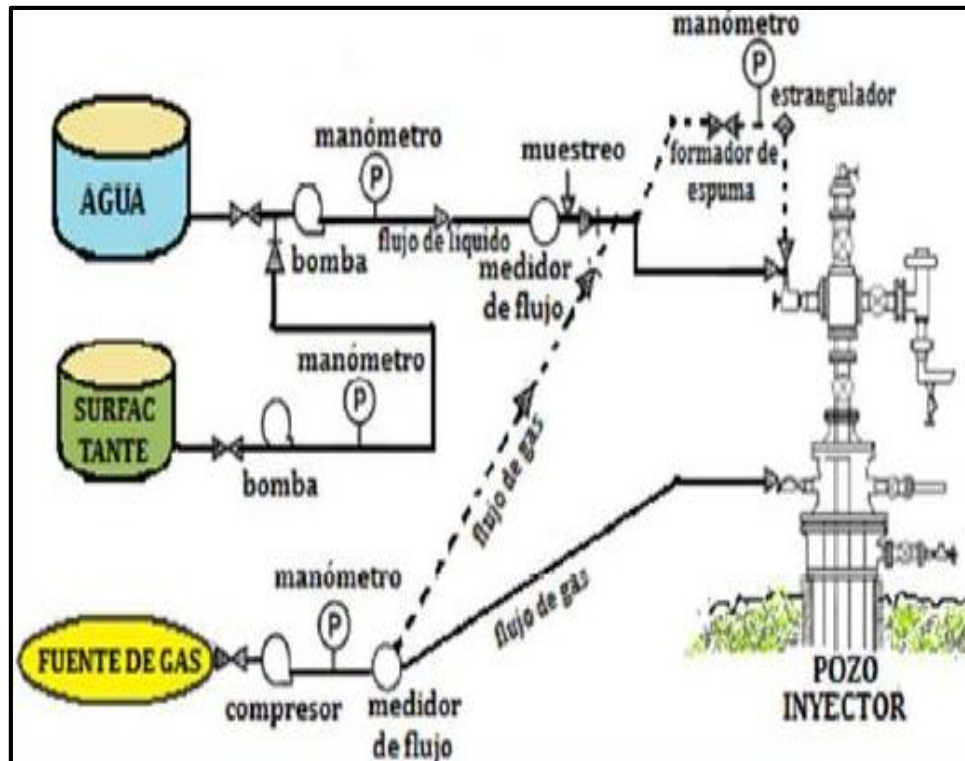 manómetro
P
estrangulador
formador de
espuma
manómetro
P
muestreo
AGUA
flujo de líquido
bomba
medidor
de flujo
manómetro
P
SURFAC
TANTE
bomba
flujo de gas
manómetro
P
flujo de gas
FUENTE DE GAS
compresor
medidor
de flujo
POZO
INYECTOR